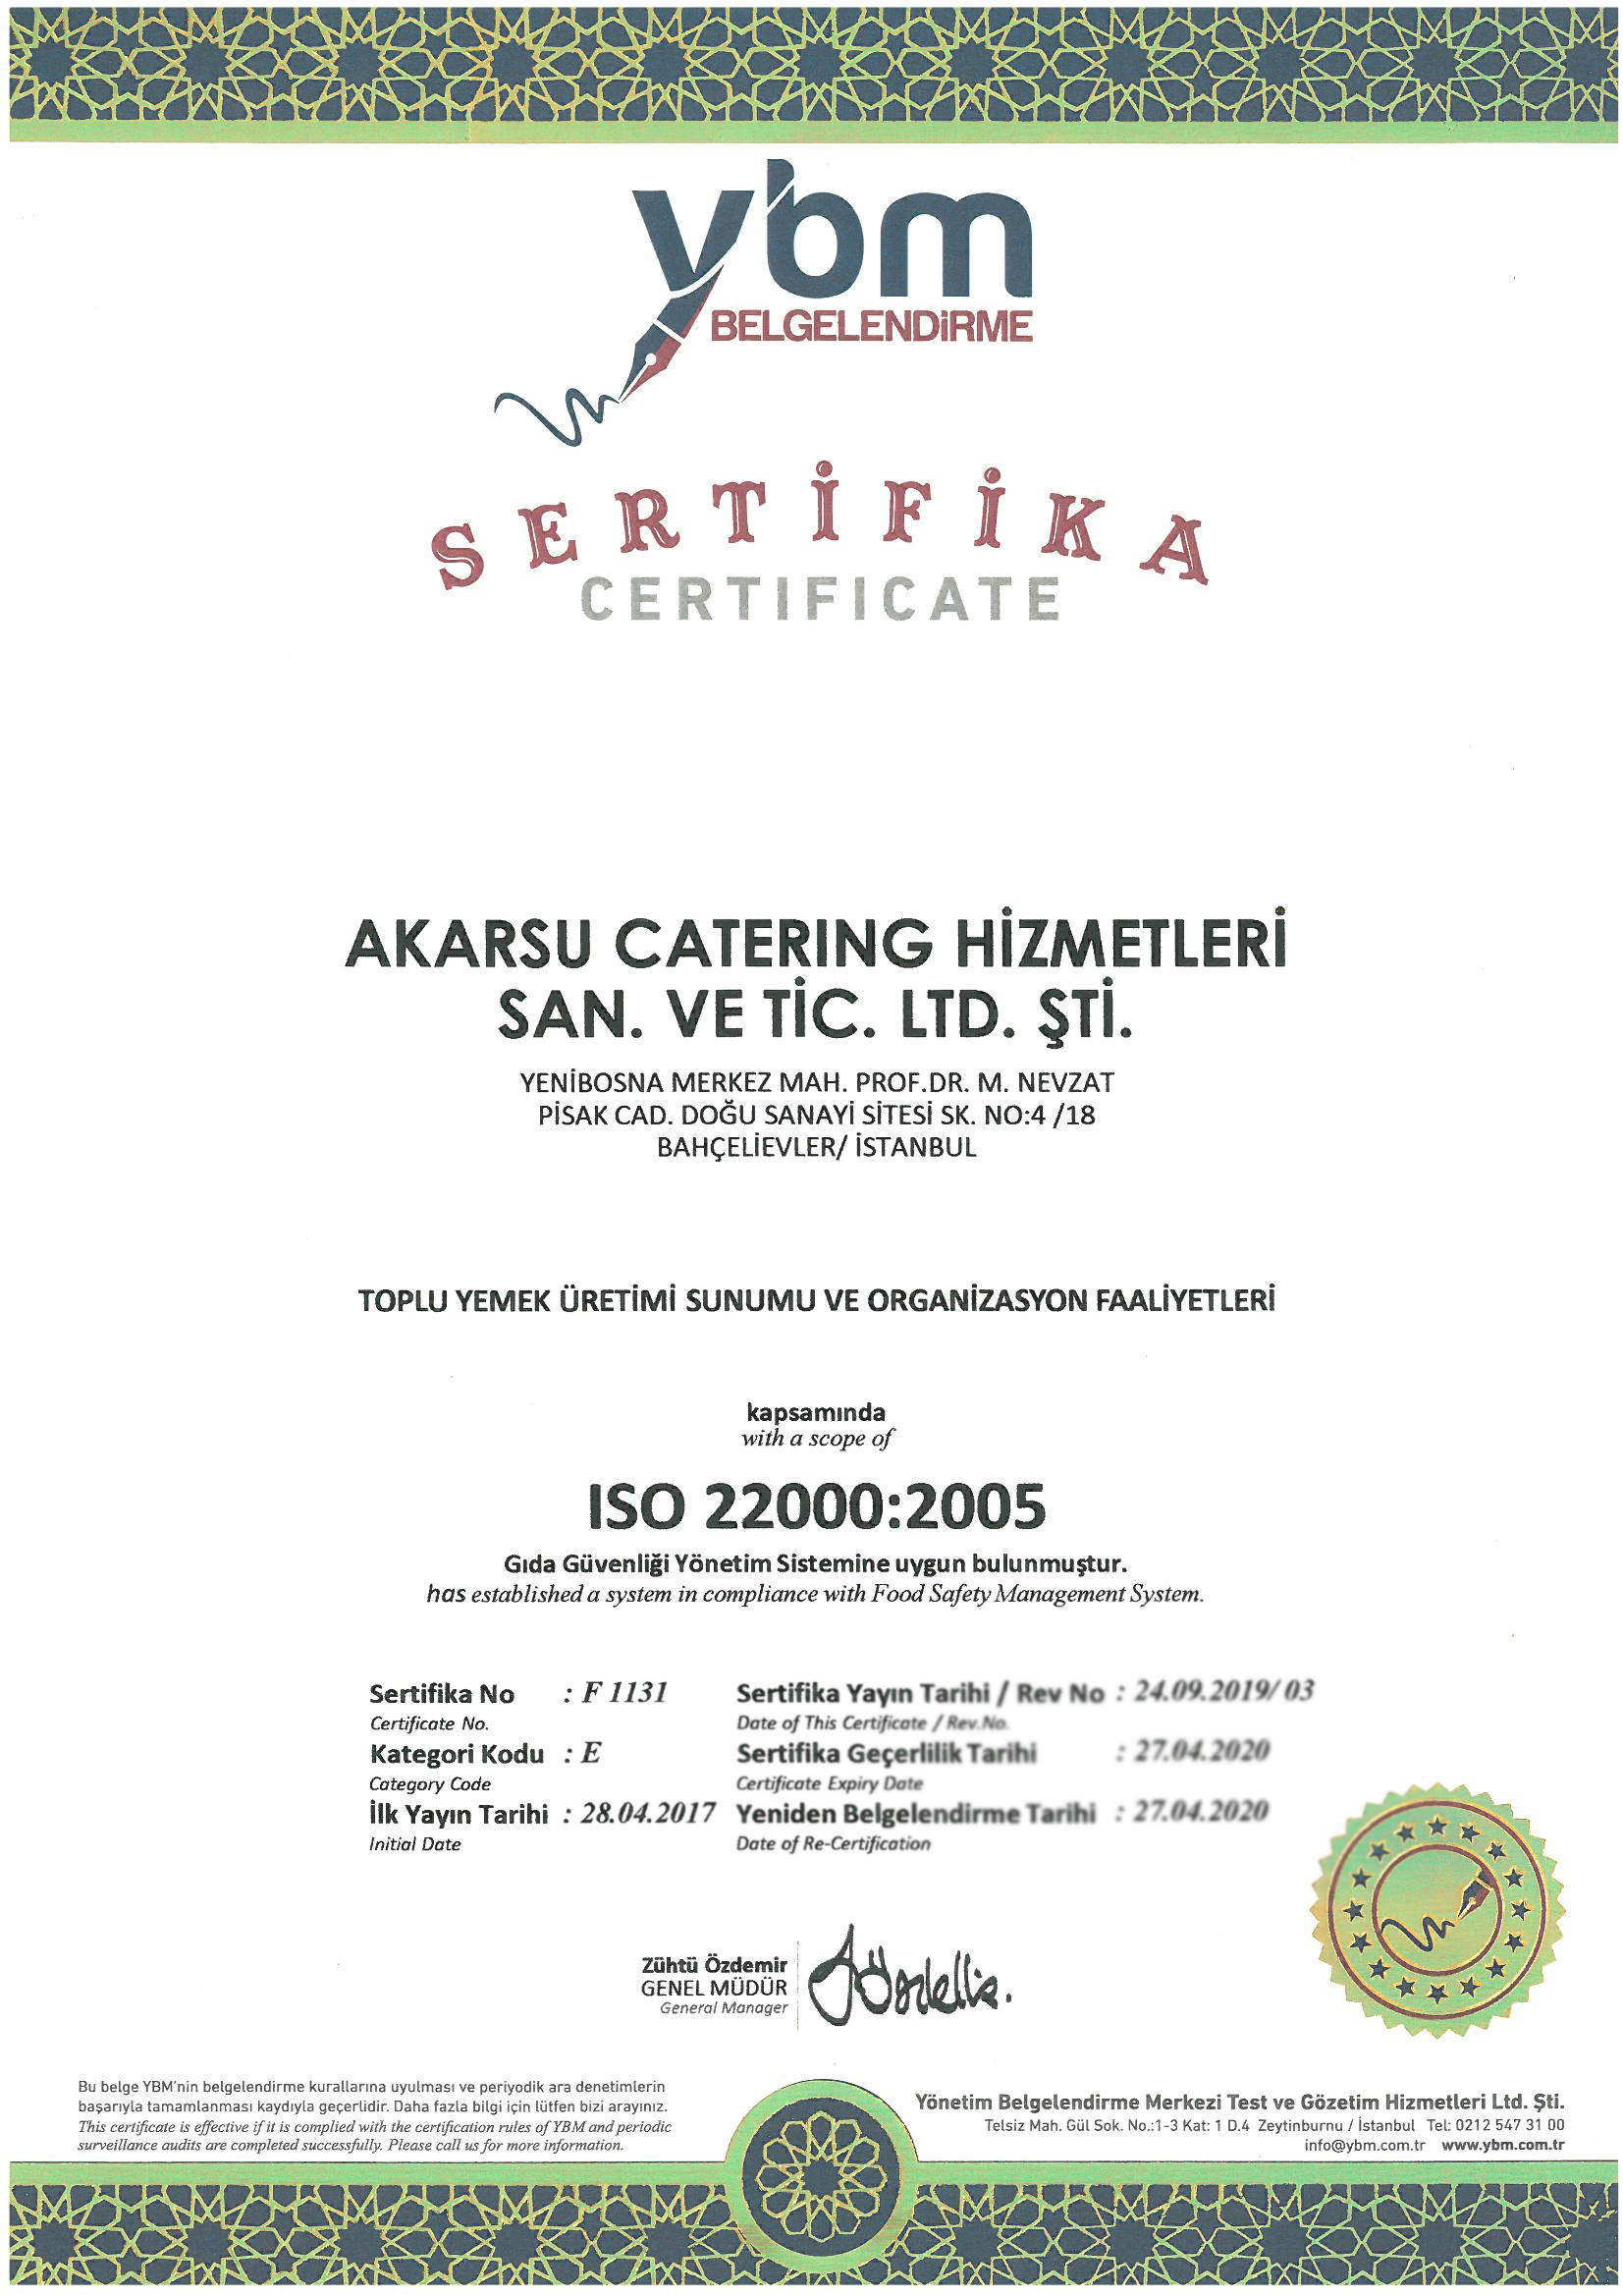 ybm
BELGELENDiRME
SERTİFİKA
CERTIFICATE
AKARSU CATERING HİZMETLERİ
SAN. VE TİC. LTD. ŞTİ.
YENİBOSNA MERKEZ MAH. PROF.DR. M. NEVZAT
PİSAK CAD. DOĞU SANAYİ SİTESİ SK. NO:4 /18
BAHÇELİEVLER/ İSTANBUL
TOPLU YEMEK ÜRETİMİ SUNUMU VE ORGANİZASYON FAALİYETLERİ
kapsamında
with a scope of
ISO 22000:2005
Gıda Güvenliği Yönetim Sistemine uygun bulunmuştur.
has established a system in compliance with Food Safety Management System.
Sertifika No : F 1131 Sertifika Yayın Tarihi / Rev No : 24.09.2019/ 03
Certificate No. Date of This Certificate / Rev.No.
Kategori Kodu : E Sertifika Geçerlilik Tarihi : 27.04.2020
Category Code Certificate Expiry Date
İlk Yayın Tarihi : 28.04.2017 Yeniden Belgelendirme Tarihi : 27.04.2020
Initial Date Date of Re-Certification
Zühtü Özdemir
GENEL MÜDÜR
General Manager
Bu belge YBM'nin belgelendirme kurallarına uyulması ve periyodik ara denetimlerin
başarıyla tamamlanması kaydıyla geçerlidir. Daha fazla bilgi için lütfen bizi arayınız.
This certificate is effective if it is complied with the certification rules of YBM and periodic
surveillance audits are completed successfully. Please call us for more information.
Yönetim Belgelendirme Merkezi Test ve Gözetim Hizmetleri Ltd. Şti.
Telsiz Mah. Gül Sok. No.:1-3 Kat: 1 D.4 Zeytinburnu / İstanbul Tel: 0212 547 31 00
info@ybm.com.tr www.ybm.com.tr